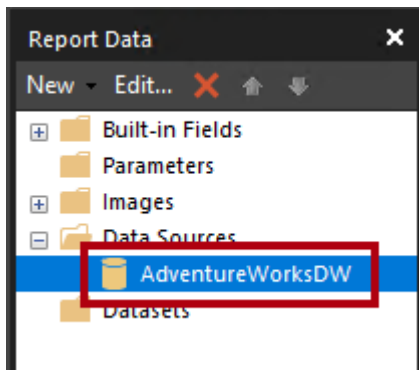 Report Data
New Edit...
Built-in Fields
Parameters
Images
Data Sources
AdventureWorksDW
Datasets